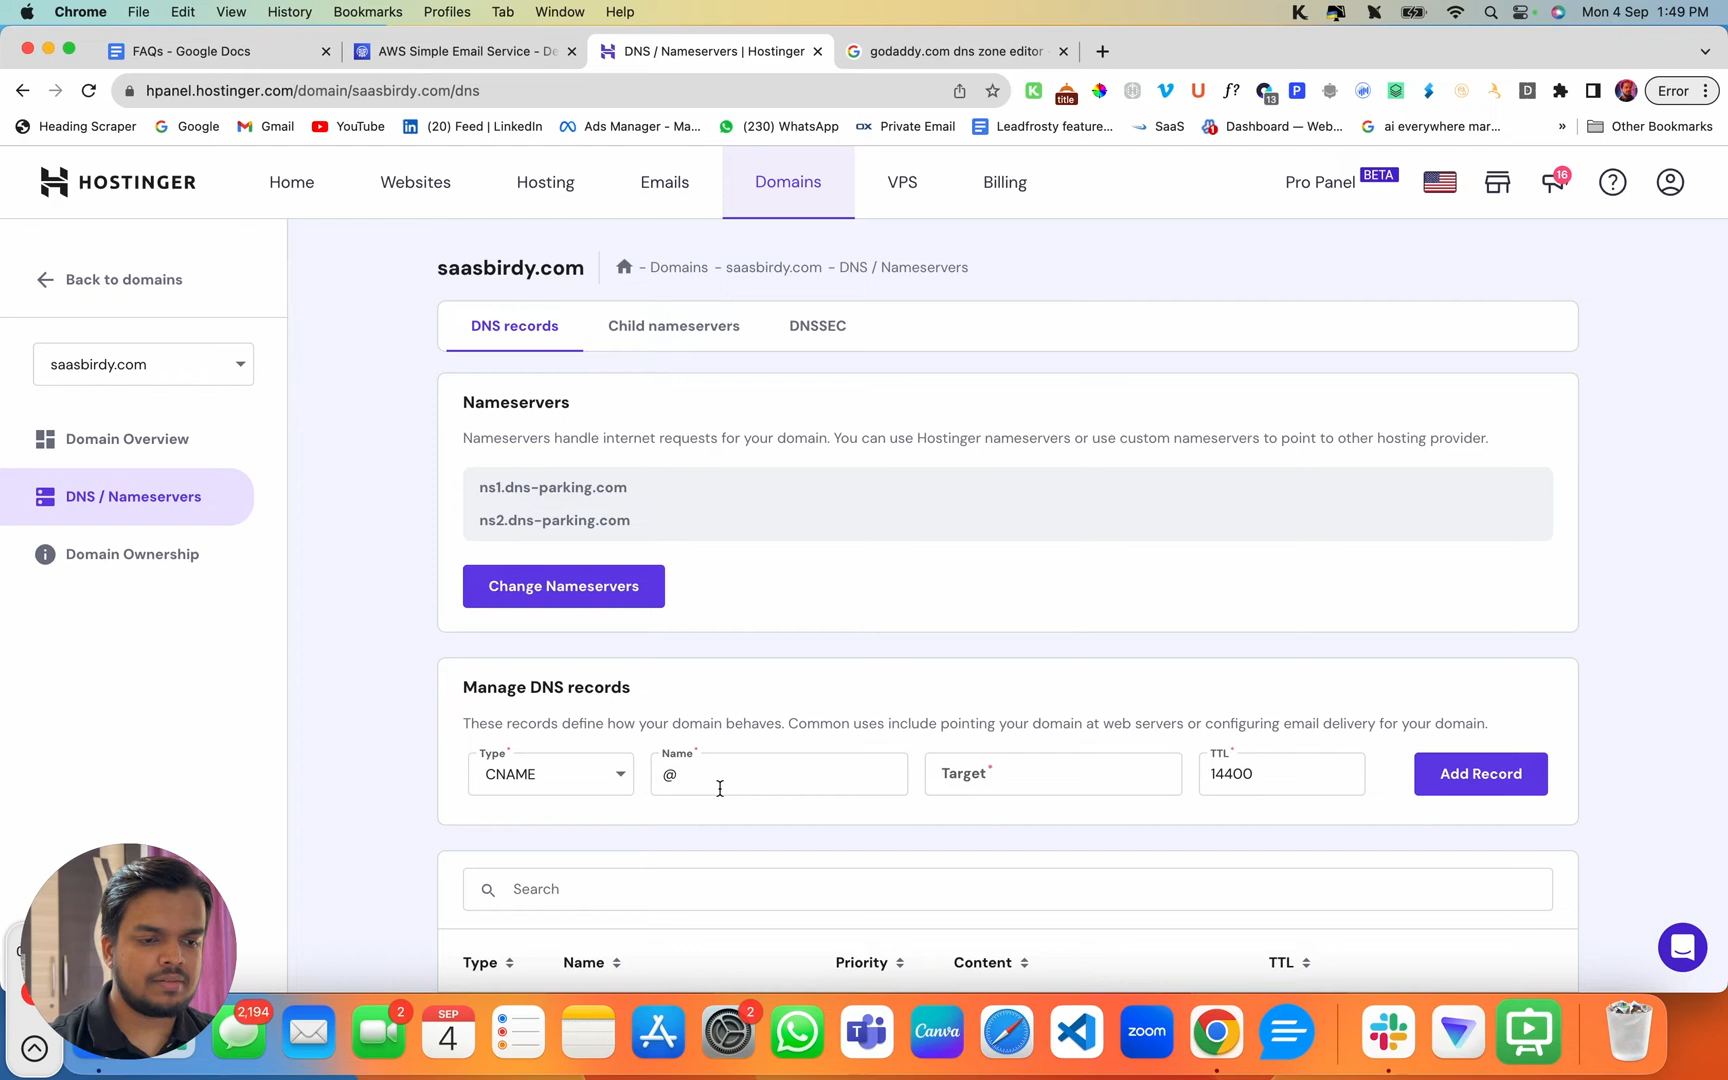 Chrome File Edit View History Bookmarks Profiles Tab Window Help
Mon 4 Sep 1:49 PM
FAQs - Google Docs
AWS Simple Email Service - De
DNS / Nameservers | Hostinger
godaddy.com dns zone editor
hpanel.hostinger.com/domain/saasbirdy.com/dns
title
f?
13
Error
Heading Scraper
Google
Gmail
YouTube
(20) Feed | LinkedIn
Ads Manager - Ma...
(230) WhatsApp
Private Email
Leadfrosty feature...
SaaS
Dashboard — Web...
ai everywhere mar...
»
Other Bookmarks
HOSTINGER
Home
Websites
Hosting
Emails
Domains
VPS
Billing
Pro Panel BETA
16
Back to domains
saasbirdy.com
Domain Overview
DNS / Nameservers
Domain Ownership
saasbirdy.com
- Domains - saasbirdy.com - DNS / Nameservers
DNS records
Child nameservers
DNSSEC
Nameservers
Nameservers handle internet requests for your domain. You can use Hostinger nameservers or use custom nameservers to point to other hosting provider.
ns1.dns-parking.com
ns2.dns-parking.com
Change Nameservers
Manage DNS records
These records define how your domain behaves. Common uses include pointing your domain at web servers or configuring email delivery for your domain.
Type*
CNAME
Name*
@
Target*
TTL*
14400
Add Record
Search
Type
Name
Priority
Content
TTL
2,194
2
SEP
4
2
Canva
zoom